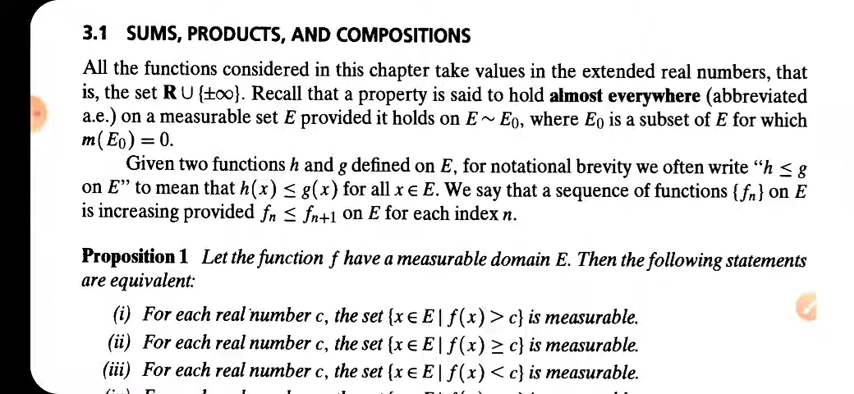 3.1 SUMS, PRODUCTS, AND COMPOSITIONS
All the functions considered in this chapter take values in the extended real numbers, that
is, the set R ∪ {±∞}. Recall that a property is said to hold almost everywhere (abbreviated
a.e.) on a measurable set E provided it holds on E ~ E₀, where E₀ is a subset of E for which
m(E₀) = 0.
Given two functions h and g defined on E, for notational brevity we often write “h ≤ g
on E” to mean that h(x) ≤ g(x) for all x ∈ E. We say that a sequence of functions {fₙ} on E
is increasing provided fₙ ≤ fₙ₊₁ on E for each index n.
Proposition 1 Let the function f have a measurable domain E. Then the following statements
are equivalent:
(i) For each real number c, the set {x ∈ E | f(x) > c} is measurable.
(ii) For each real number c, the set {x ∈ E | f(x) ≥ c} is measurable.
(iii) For each real number c, the set {x ∈ E | f(x) < c} is measurable.